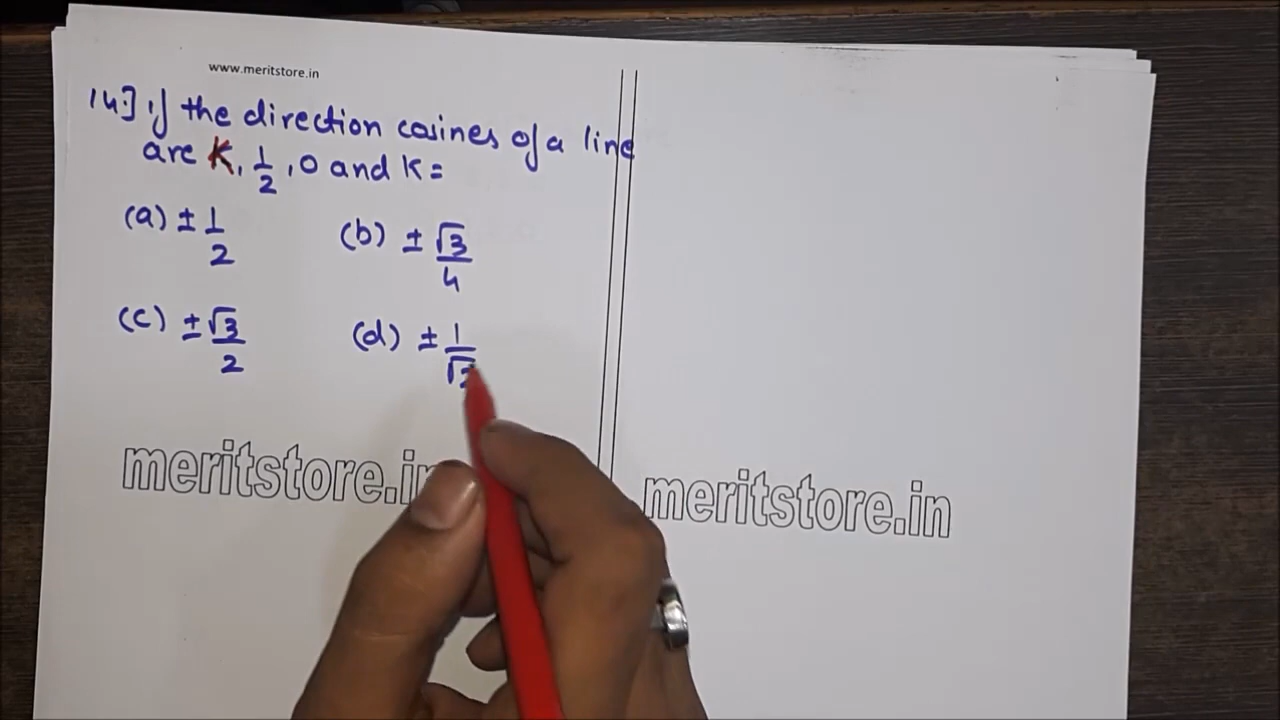 www.meritstore.in
14.] if the direction cosines of a line
are K, 1/2, 0 and K=
(a) ± 1/2 (b) ± √3/4
(c) ± √3/2 (d) ± 1/√
meritstore.in meritstore.in